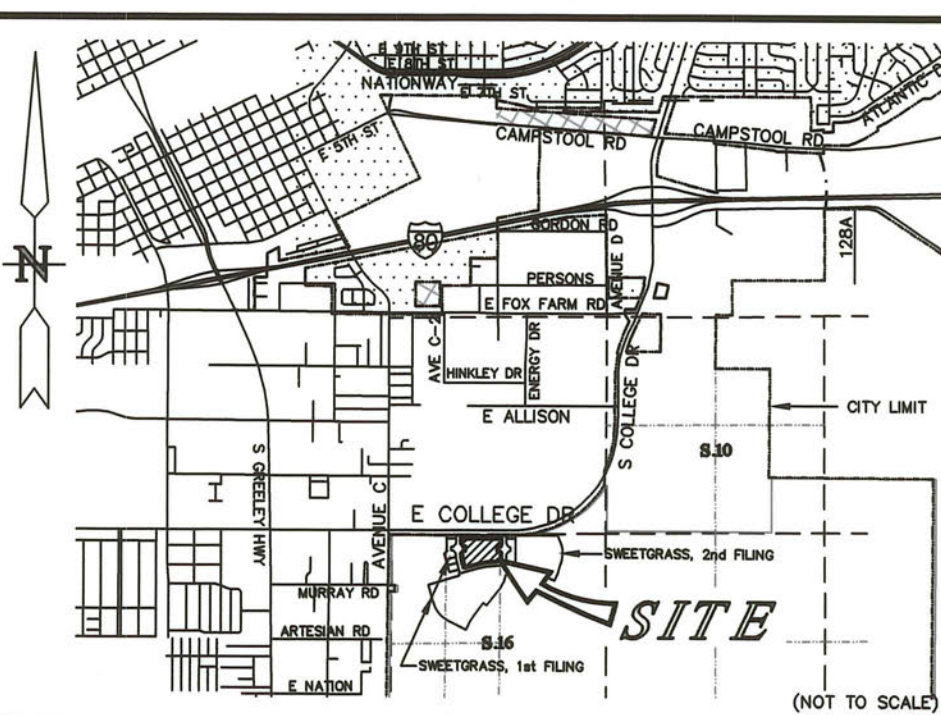 E 9TH ST
E 8TH ST
NATIONWAY
E 7TH ST
ATLANTIC
E 5TH ST
CAMPSTOOL RD
CAMPSTOOL RD
N
80
GORDON RD
128A
PERSONS
AVENUE D
E FOX FARM RD
AVE C-2
HINKLEY DR
ENERGY DR
E ALLISON
S COLLEGE DR
CITY LIMIT
S.10
S GREELEY HWY
AVENUE C
E COLLEGE DR
SWEETGRASS, 2nd FILING
MURRAY RD
SITE
ARTESIAN RD
S.16
SWEETGRASS, 1st FILING
E NATION
(NOT TO SCALE)